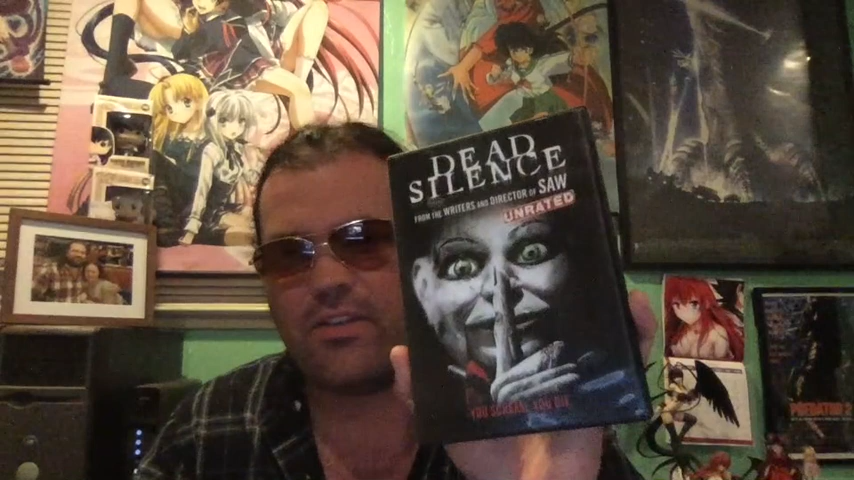 DEAD
SILENCE
FROM THE WRITERS AND DIRECTOR OF SAW
UNRATED
YOU SCREAM. YOU DIE.
PREDATOR 2